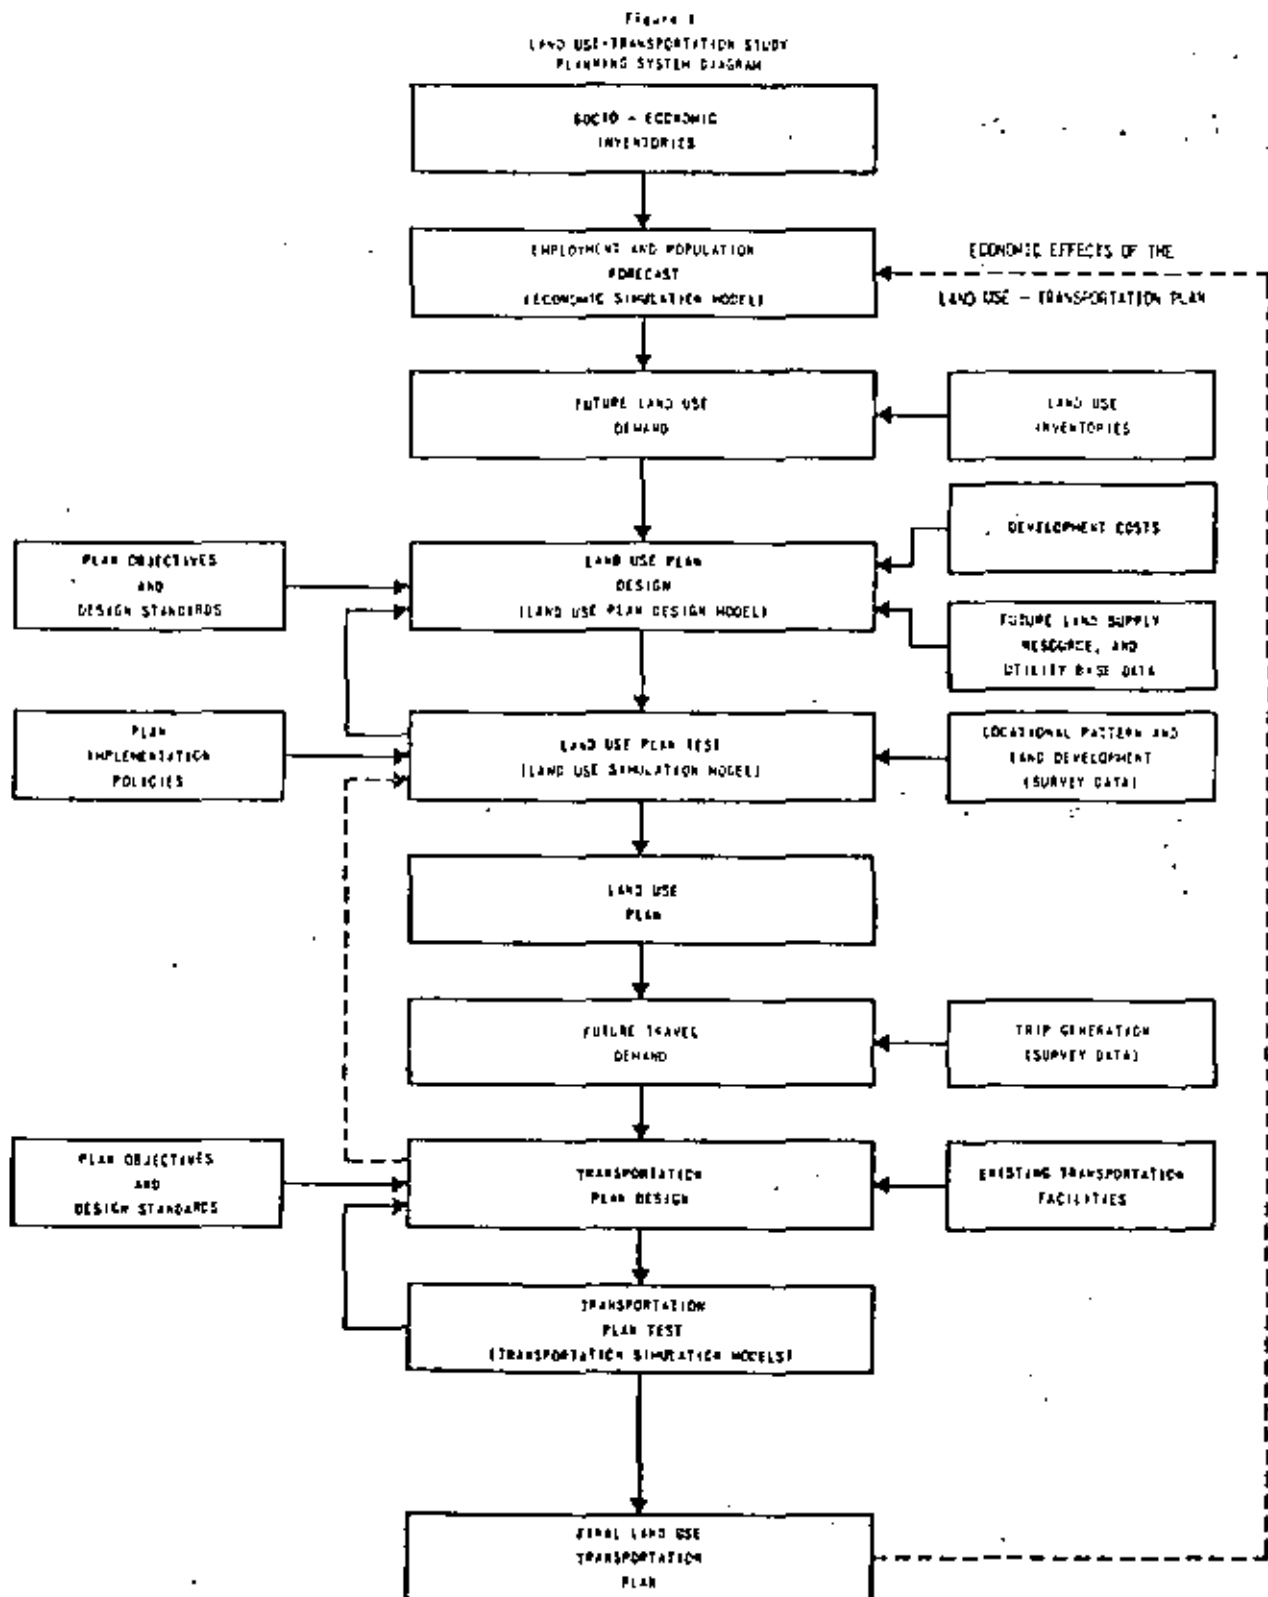 Figure 1
LAND USE-TRANSPORTATION STUDY
PLANNING SYSTEM DIAGRAM
SOCIO - ECONOMIC
INVENTORIES
EMPLOYMENT AND POPULATION
FORECAST
(ECONOMIC SIMULATION MODEL)
ECONOMIC EFFECTS OF THE
LAND USE - TRANSPORTATION PLAN
FUTURE LAND USE
DEMAND
LAND USE
INVENTORIES
DEVELOPMENT COSTS
PLAN OBJECTIVES
AND
DESIGN STANDARDS
LAND USE PLAN
DESIGN
(LAND USE PLAN DESIGN MODEL)
FUTURE LAND SUPPLY
RESOURCE, AND
UTILITY BASE DATA
PLAN
IMPLEMENTATION
POLICIES
LAND USE PLAN TEST
(LAND USE SIMULATION MODEL)
LOCATIONAL PATTERN AND
LAND DEVELOPMENT
(SURVEY DATA)
LAND USE
PLAN
FUTURE TRAVEL
DEMAND
TRIP GENERATION
(SURVEY DATA)
PLAN OBJECTIVES
AND
DESIGN STANDARDS
TRANSPORTATION
PLAN DESIGN
EXISTING TRANSPORTATION
FACILITIES
TRANSPORTATION
PLAN TEST
(TRANSPORTATION SIMULATION MODELS)
FINAL LAND USE
TRANSPORTATION
PLAN